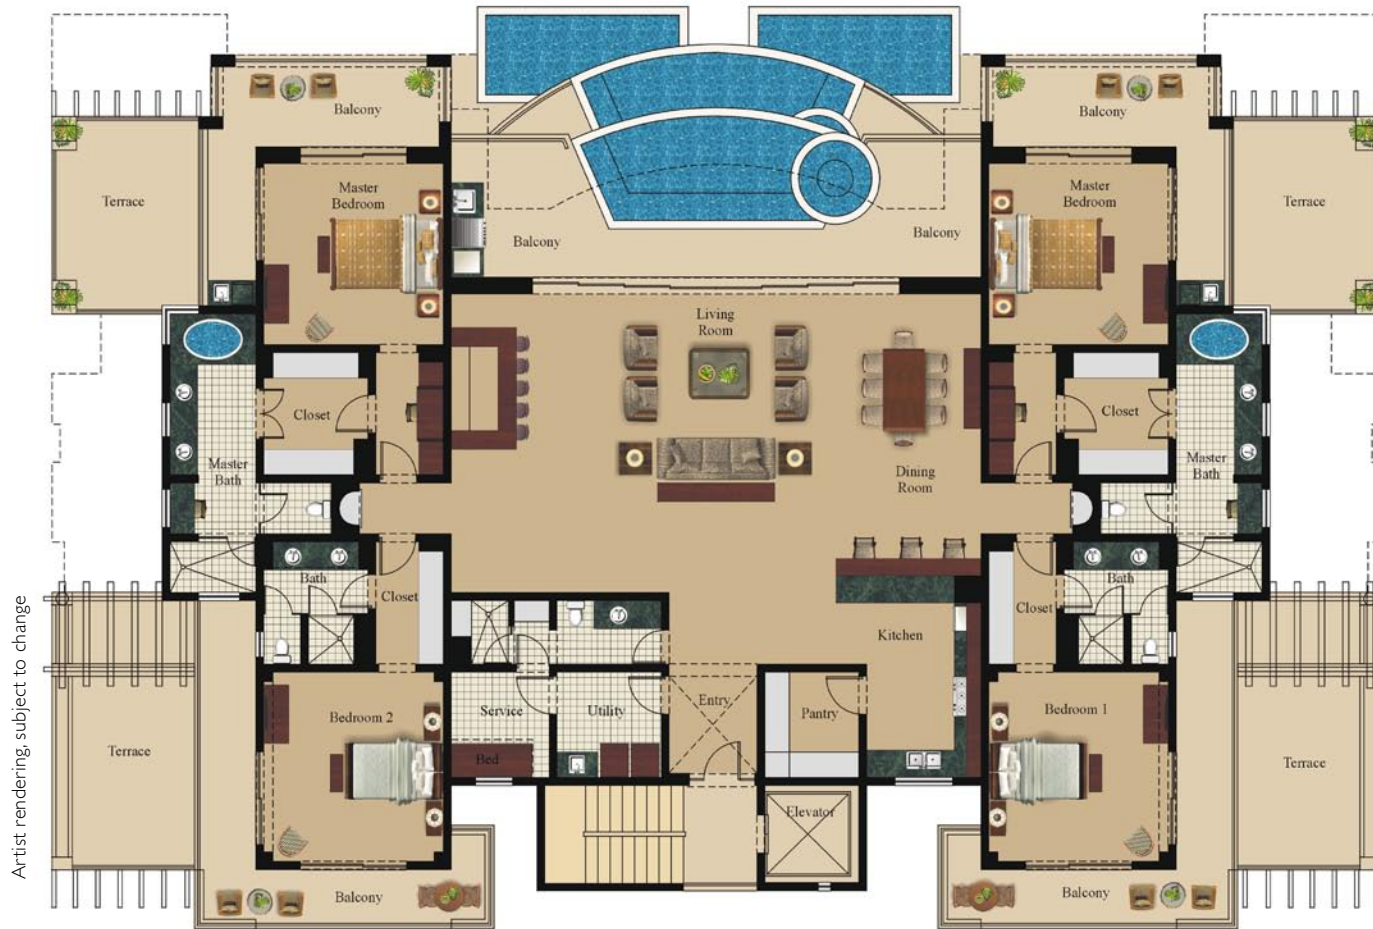 Balcony
Balcony
Terrace
Master
Bedroom
Master
Bedroom
Terrace
Balcony
Balcony
Living
Room
Closet
Closet
Master
Bath
Dining
Room
Master
Bath
Bath
Closet
Closet
Bath
Kitchen
Bedroom 2
Service
Utility
Entry
Pantry
Bedroom 1
Terrace
Bed
Terrace
Elevator
Balcony
Balcony
Artist rendering, subject to change